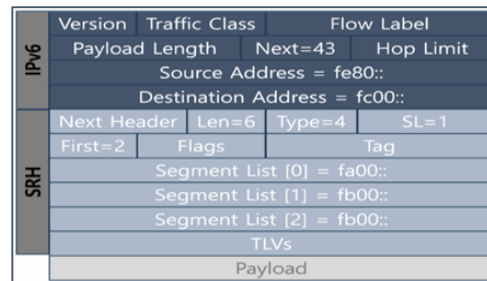 IPv6
Version Traffic Class Flow Label
Payload Length Next=43 Hop Limit
Source Address = fe80::
Destination Address = fc00::
SRH
Next Header Len=6 Type=4 SL=1
First=2 Flags Tag
Segment List [0] = fa00::
Segment List [1] = fb00::
Segment List [2] = fb00::
TLVs
Payload